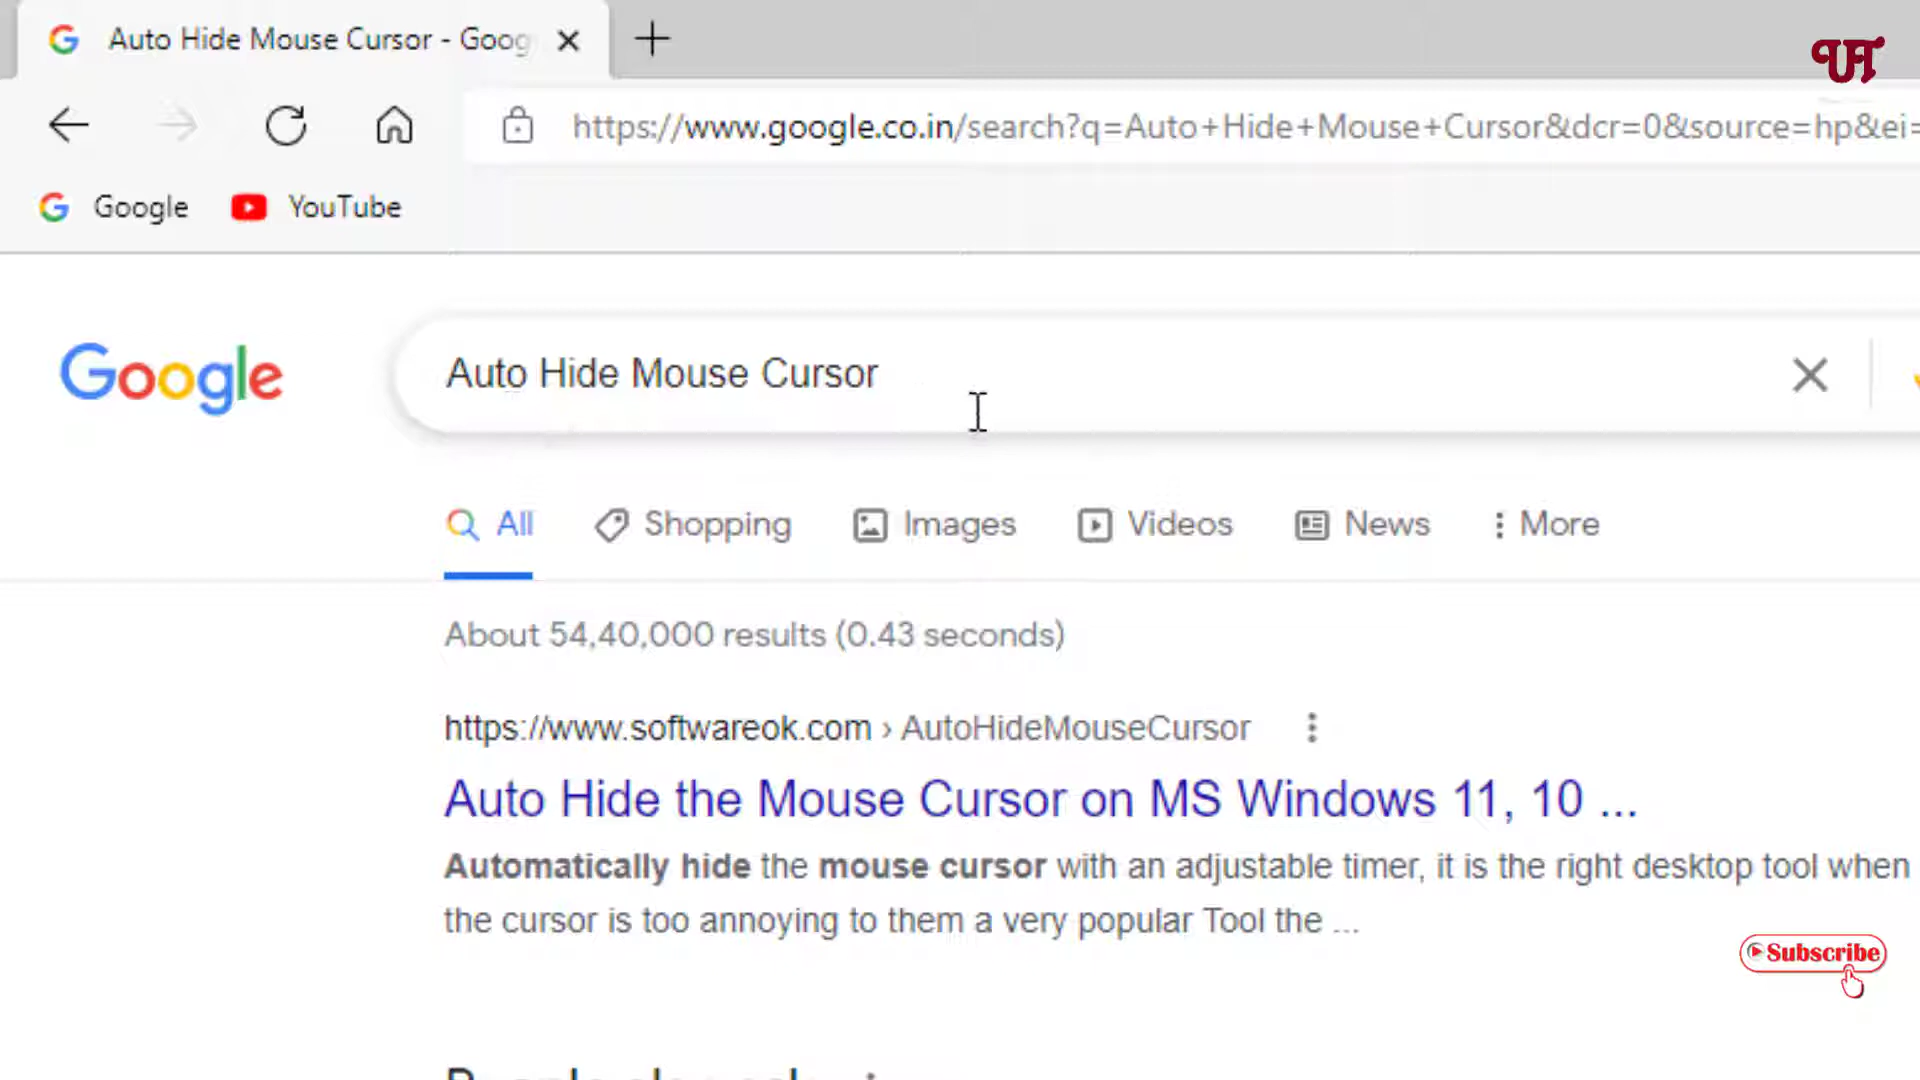 Auto Hide Mouse Cursor - Goog
https://www.google.co.in/search?q=Auto+Hide+Mouse+Cursor&dcr=0&source=hp&ei=
Google YouTube
Google
Auto Hide Mouse Cursor
All Shopping Images Videos News More
About 54,40,000 results (0.43 seconds)
https://www.softwareok.com › AutoHideMouseCursor
Auto Hide the Mouse Cursor on MS Windows 11, 10 ...
Automatically hide the mouse cursor with an adjustable timer, it is the right desktop tool when
the cursor is too annoying to them a very popular Tool the ...
Subscribe